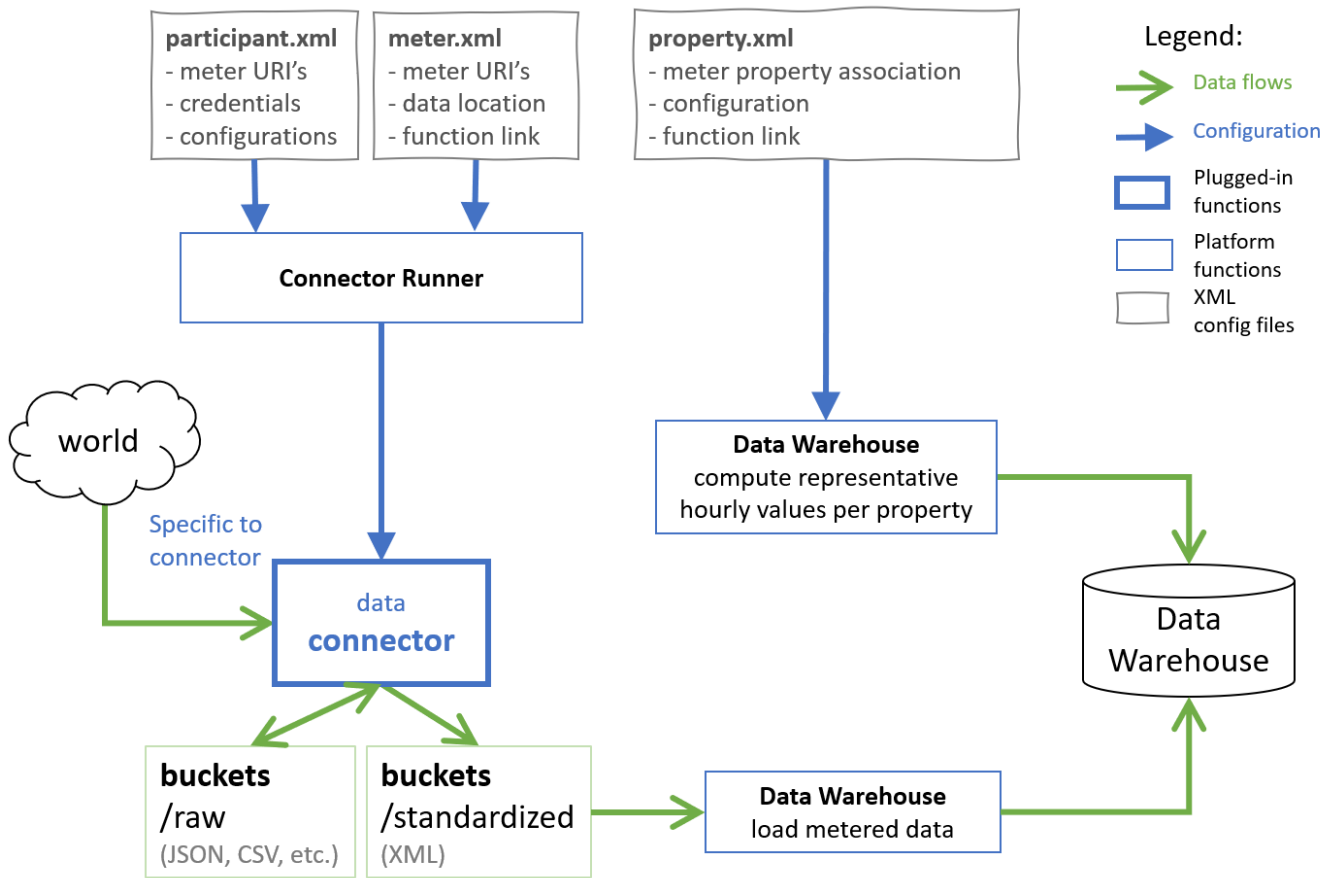 participant.xml
- meter URI's
- credentials
- configurations
meter.xml
- meter URI's
- data location
- function link
property.xml
- meter property association
- configuration
- function link
Legend:
Data flows
Configuration
Plugged-in
functions
Platform
functions
XML
config files
Connector Runner
world
Specific to
connector
data
connector
Data Warehouse
compute representative
hourly values per property
Data
Warehouse
buckets
/raw
(JSON, CSV, etc.)
buckets
/standardized
(XML)
Data Warehouse
load metered data